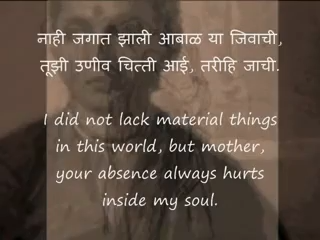 नाही जगात झाली आबाळ या जिवाची,
तूझी उणीव चित्ती आई, तरीहि जाची.
I did not lack material things
in this world, but mother,
your absence always hurts
inside my soul.